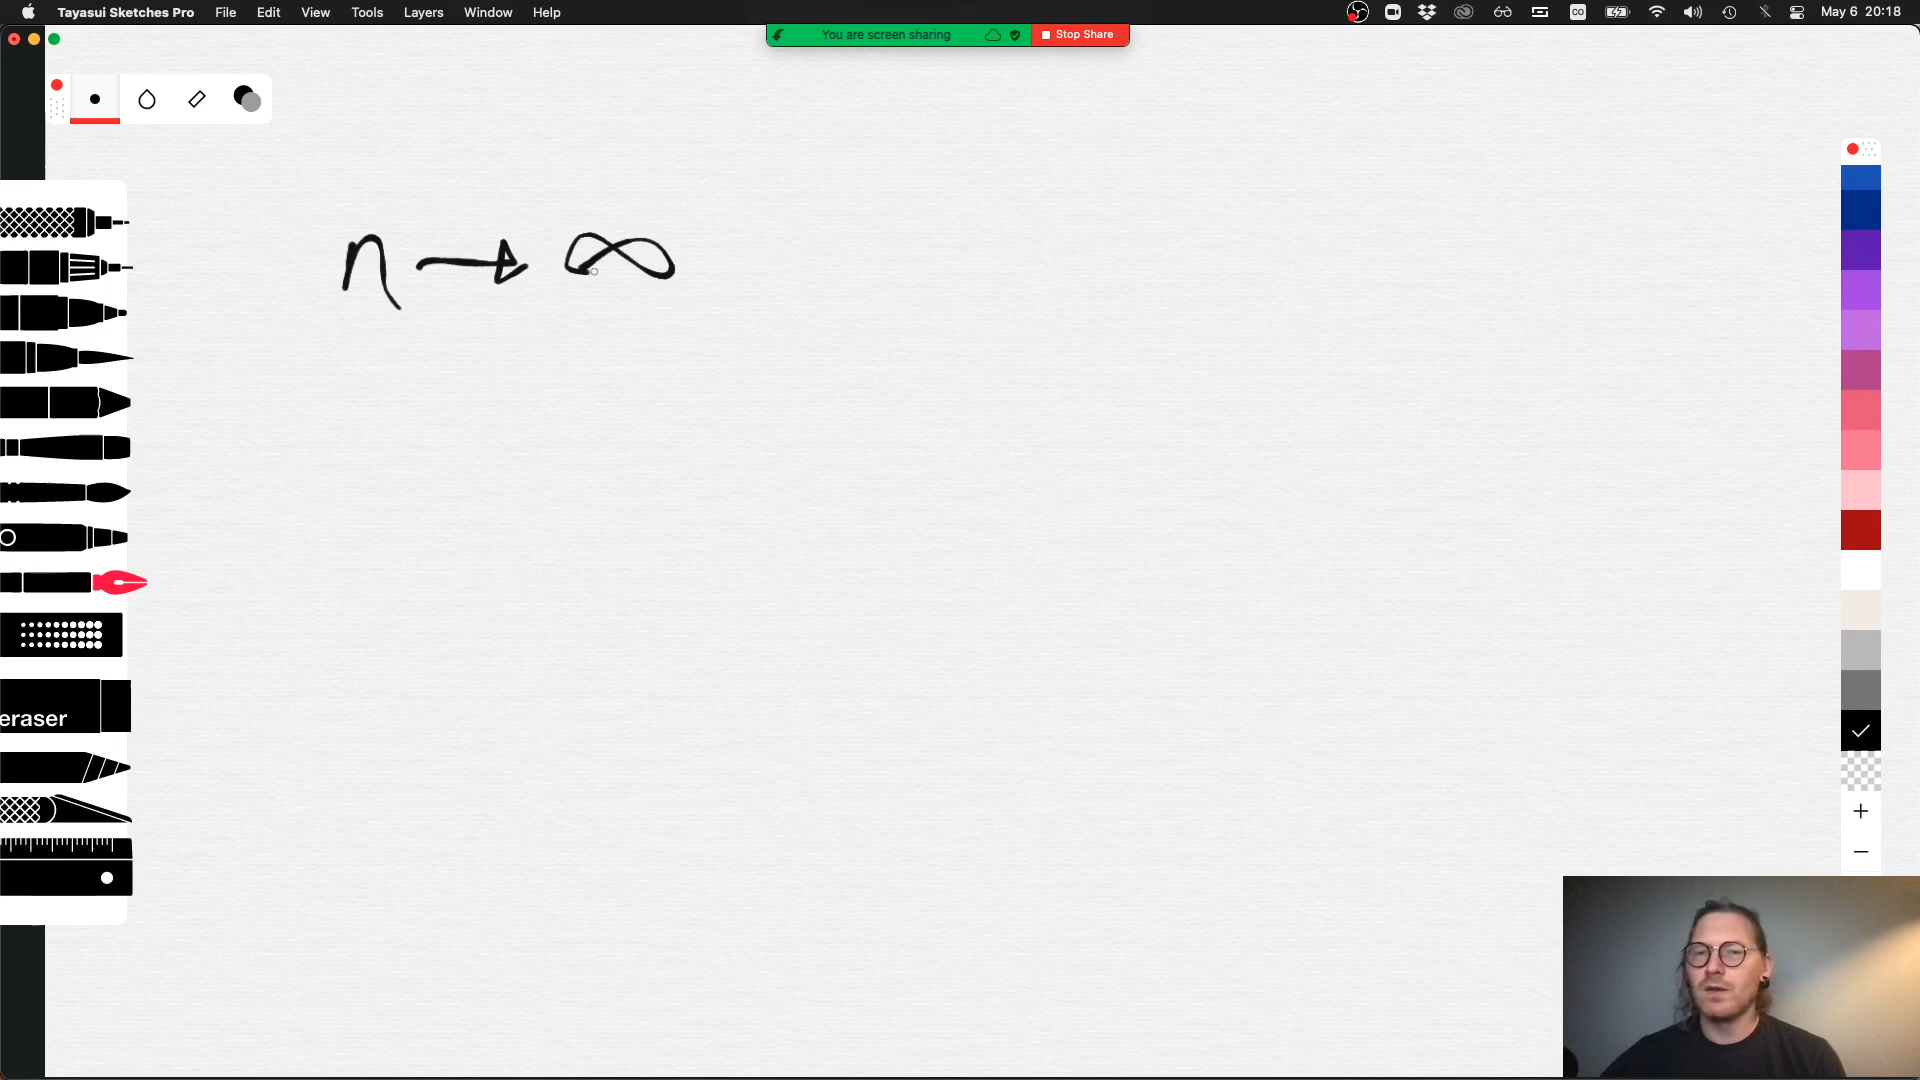 Tayasui Sketches Pro File Edit View Tools Layers Window Help May 6 20:18
You are screen sharing Stop Share
n → ∞
eraser